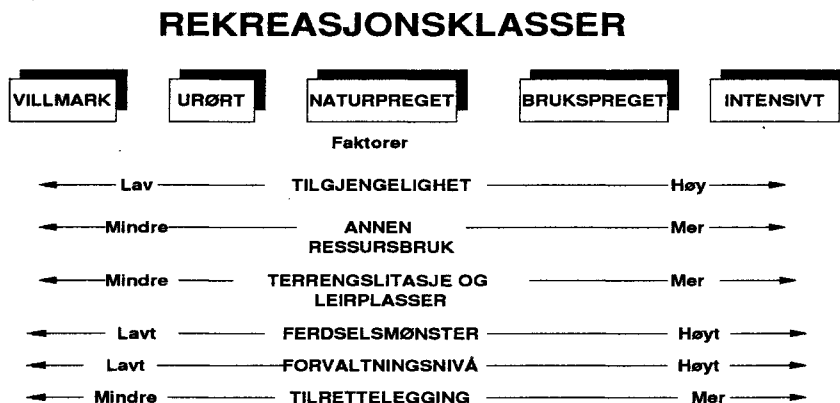 REKREASJONSKLASSER
VILLMARK URØRT NATURPREGET BRUKSPREGET INTENSIVT
Faktorer
Lav TILGJENGELIGHET Høy
Mindre ANNEN RESSURSBRUK Mer
Mindre TERRENGSLITASJE OG LEIRPLASSER Mer
Lavt FERDSELSMØNSTER Høyt
Lavt FORVALTNINGSNIVÅ Høyt
Mindre TILRETTELEGGING Mer